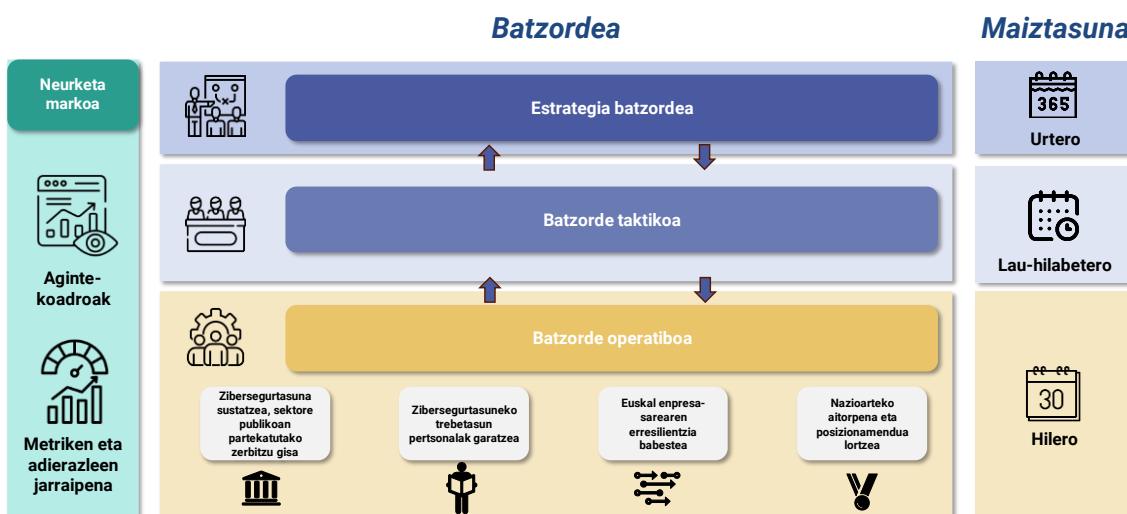 Batzordea
Maiztasuna
Neurketa
markoa
Estrategia batzordea
365
Urtero
Batzorde taktikoa
Aginte-
koadroak
Lau-hilabetero
Batzorde operatiboa
Zibersegurtasuna
sustatzea, sektore
publikoan
partekatutako
zerbitzu gisa
Zibersegurtasuneko
trebetasun
pertsonalak garatzea
Euskal enpresa-
sarearen
erresilientzia
babestea
Nazioarteko
aitorpena eta
posizionamendua
lortzea
30
Hilero
Metriken eta
adierazleen
jarraipena